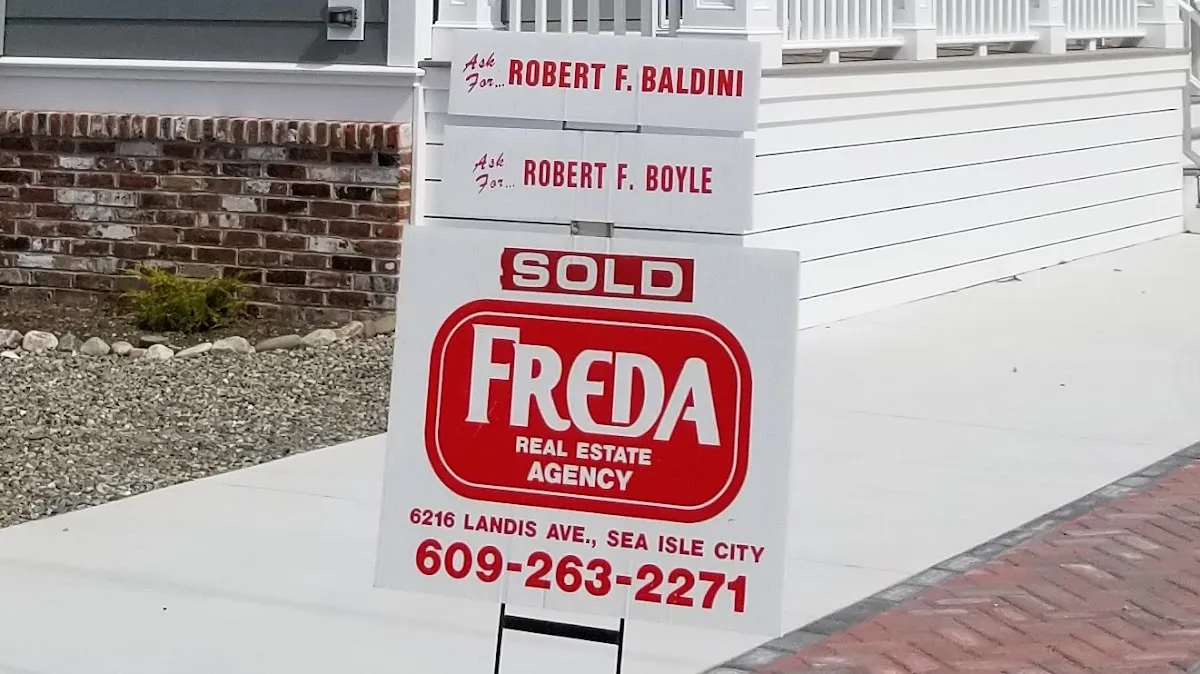 Ask For... ROBERT F. BALDINI
Ask For... ROBERT F. BOYLE
SOLD
FREDA
REAL ESTATE
AGENCY
6216 LANDIS AVE., SEA ISLE CITY
609-263-2271